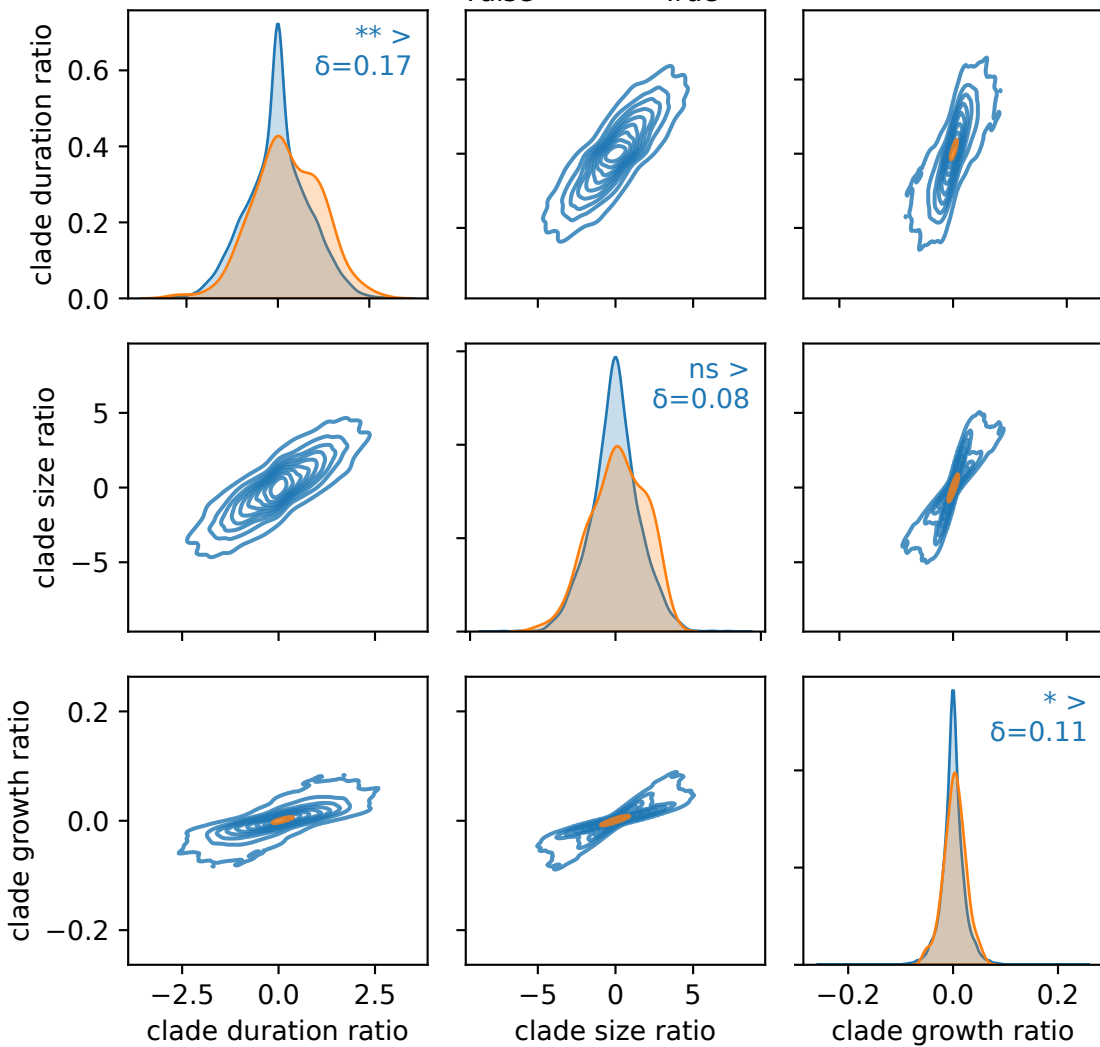 clade duration ratio
0.6
0.4
0.2
0.0
** >
δ=0.17
clade size ratio
5
0
−5
ns >
δ=0.08
clade growth ratio
0.2
0.0
−0.2
* >
δ=0.11
−2.5 0.0 2.5
−5 0 5
−0.2 0.0 0.2
clade duration ratio
clade size ratio
clade growth ratio